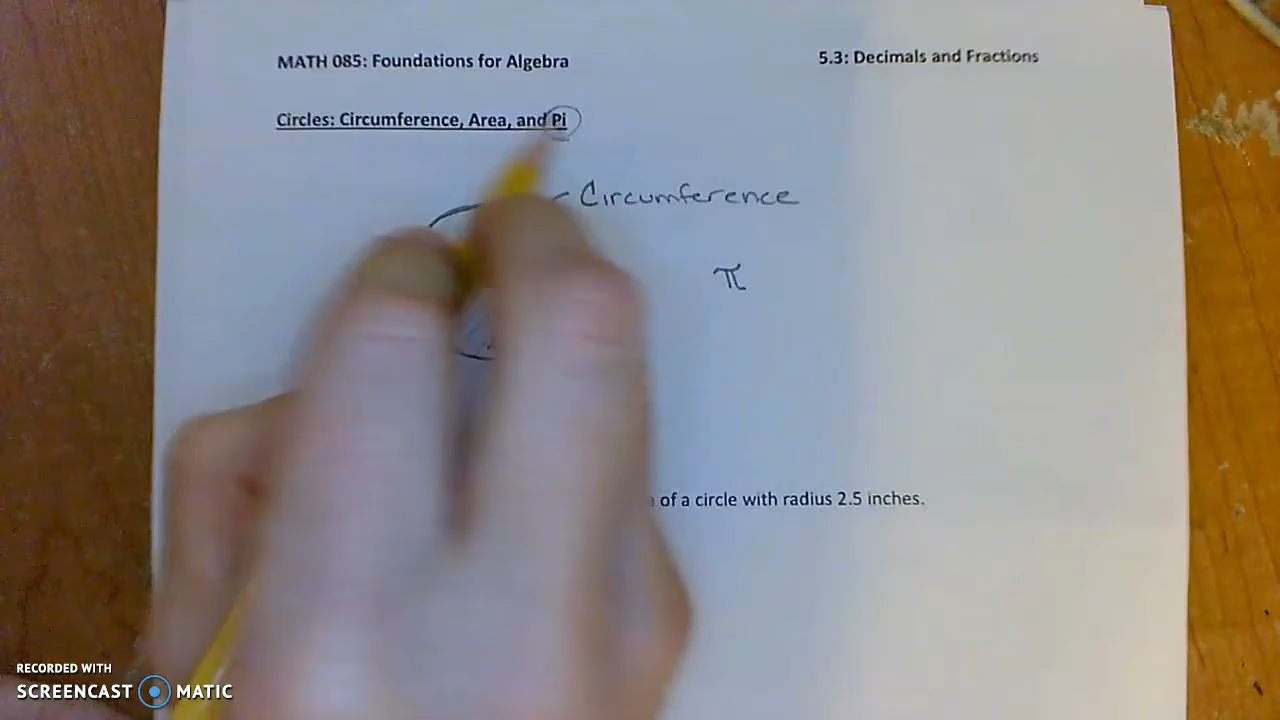 MATH 085: Foundations for Algebra
5.3: Decimals and Fractions
Circles: Circumference, Area, and Pi
Circumference
π
of a circle with radius 2.5 inches.
RECORDED WITH
SCREENCAST MATIC